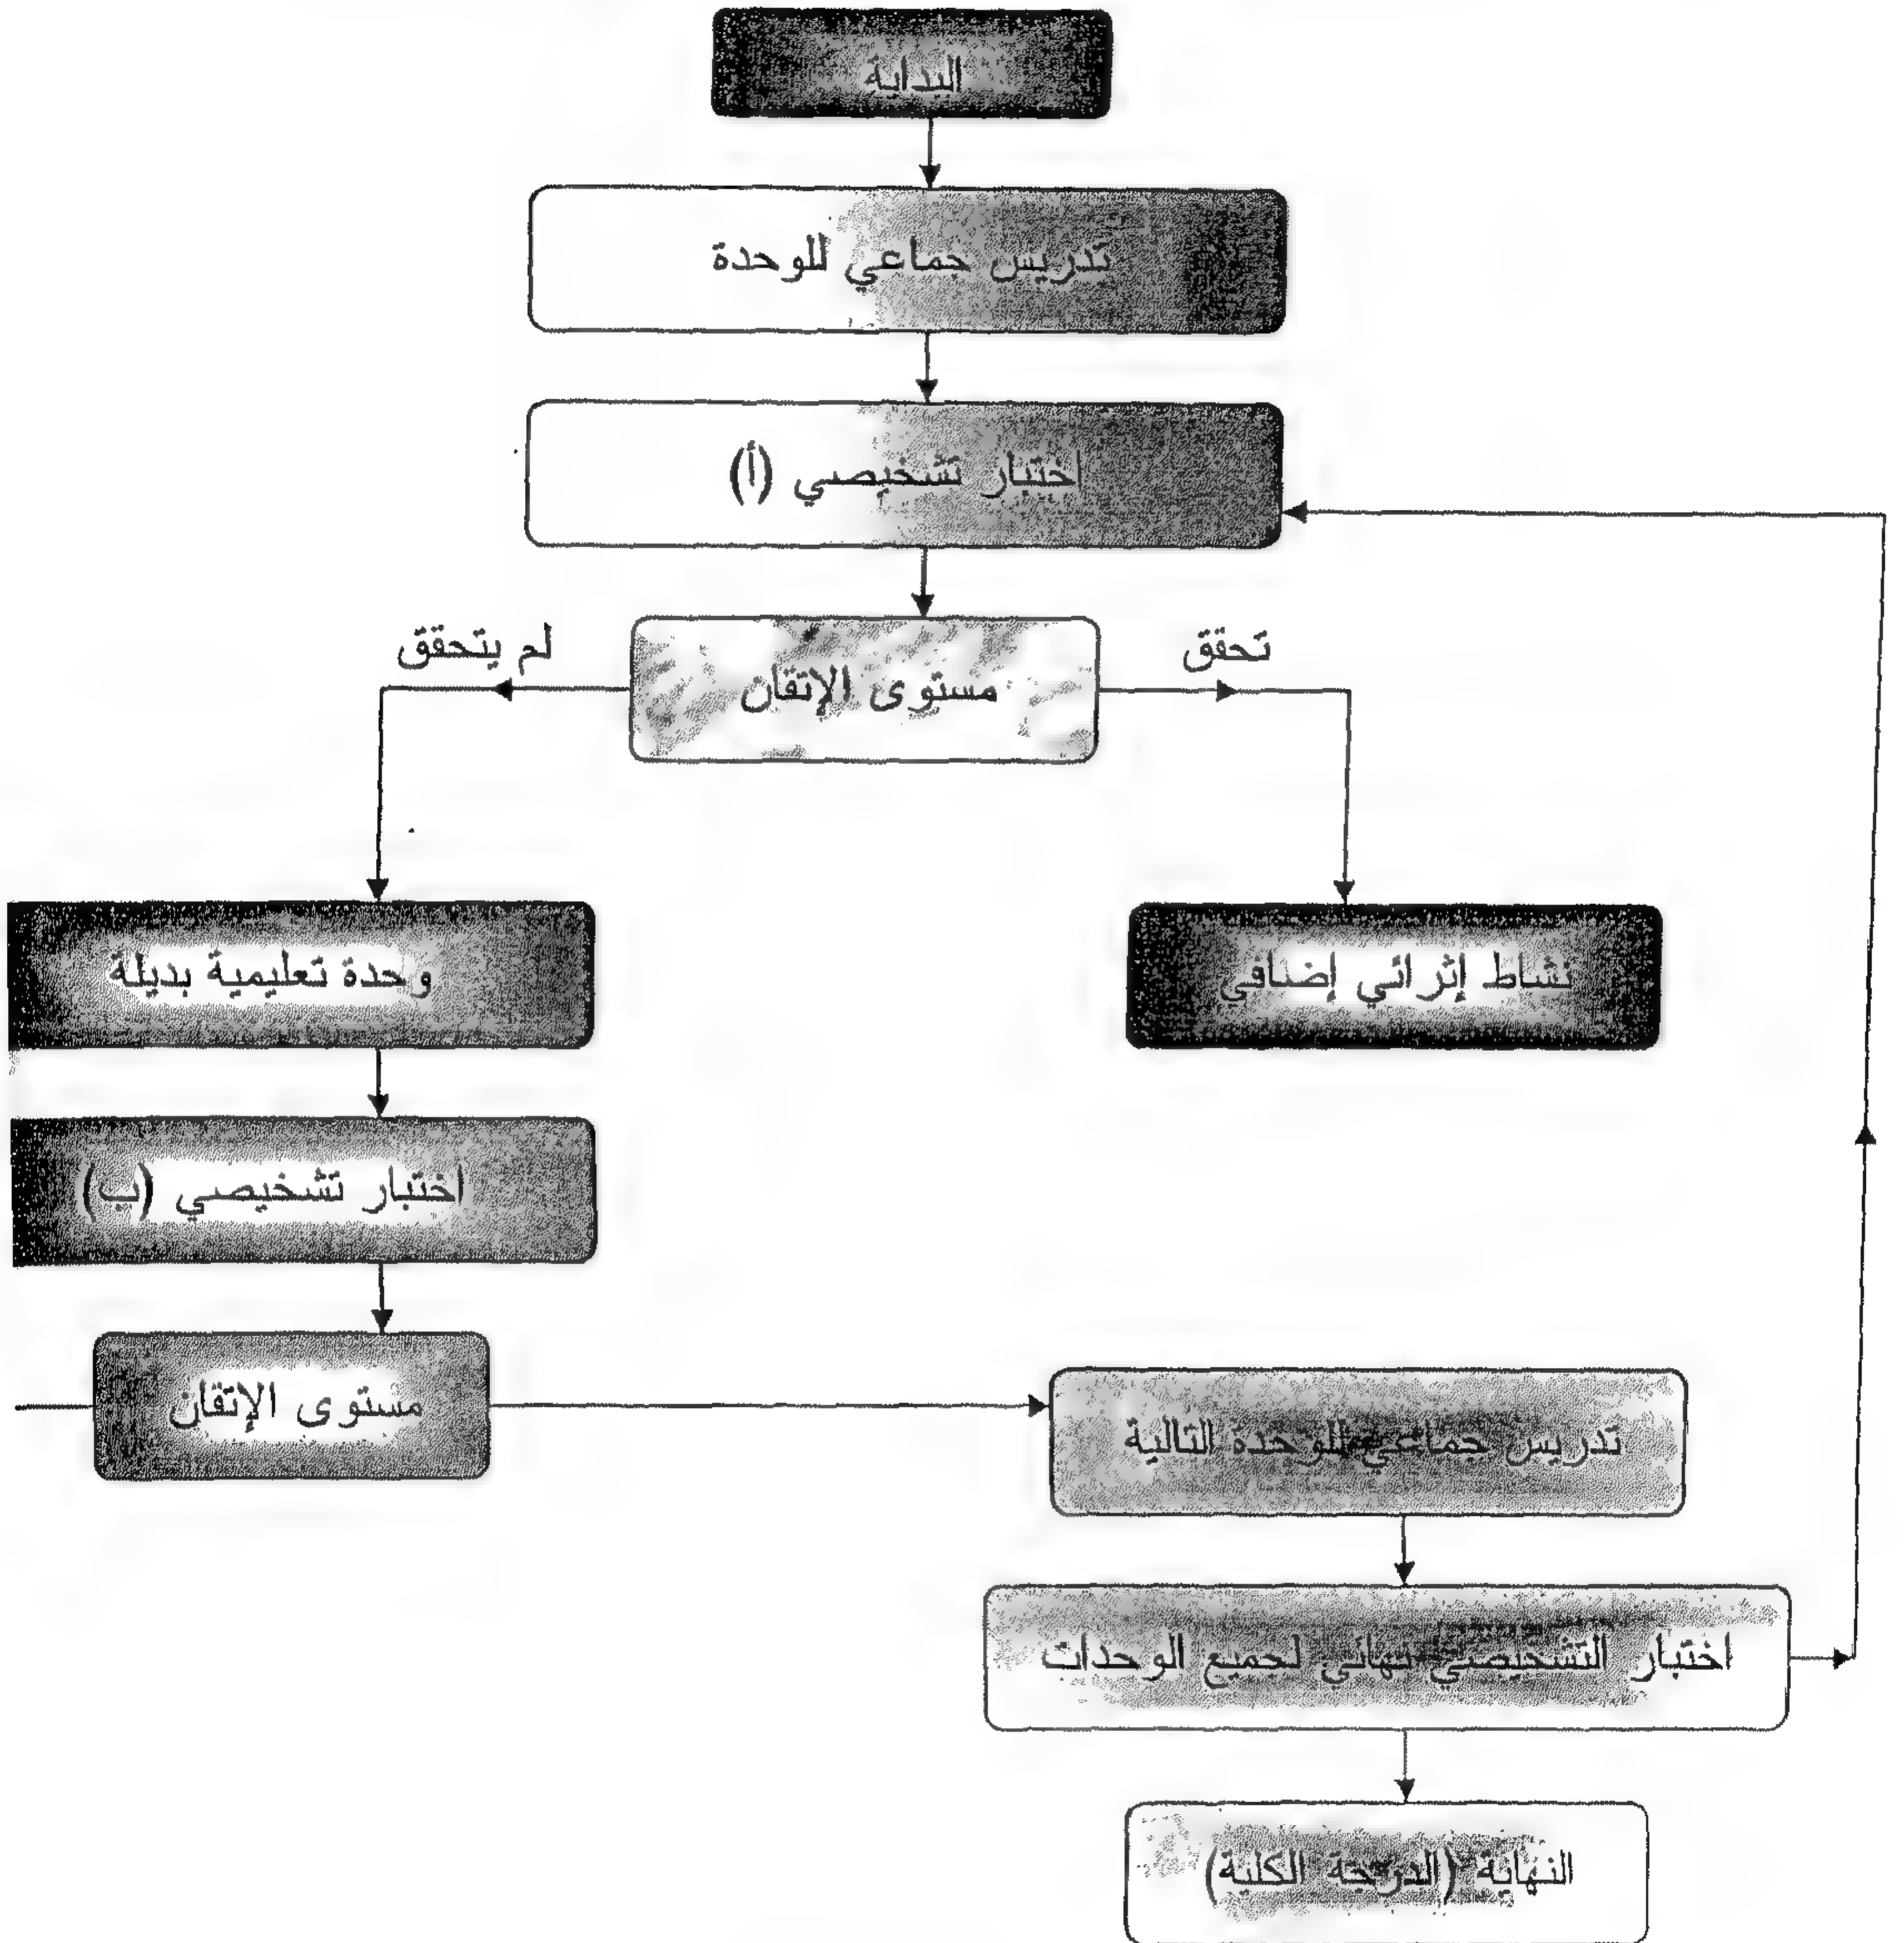 البداية
تدريس جماعي للوحدة
اختبار تشخيصي (أ)
مستوى الإتقان
تحقق
لم يتحقق
نشاط إثرائي إضافي
وحدة تعليمية بديلة
اختبار تشخيصي (ب)
مستوى الإتقان
تدريس جماعي للوحدة التالية
اختبار التشخيصي نهائي لجميع الوحدات
النهاية (الدرجة الكلية)